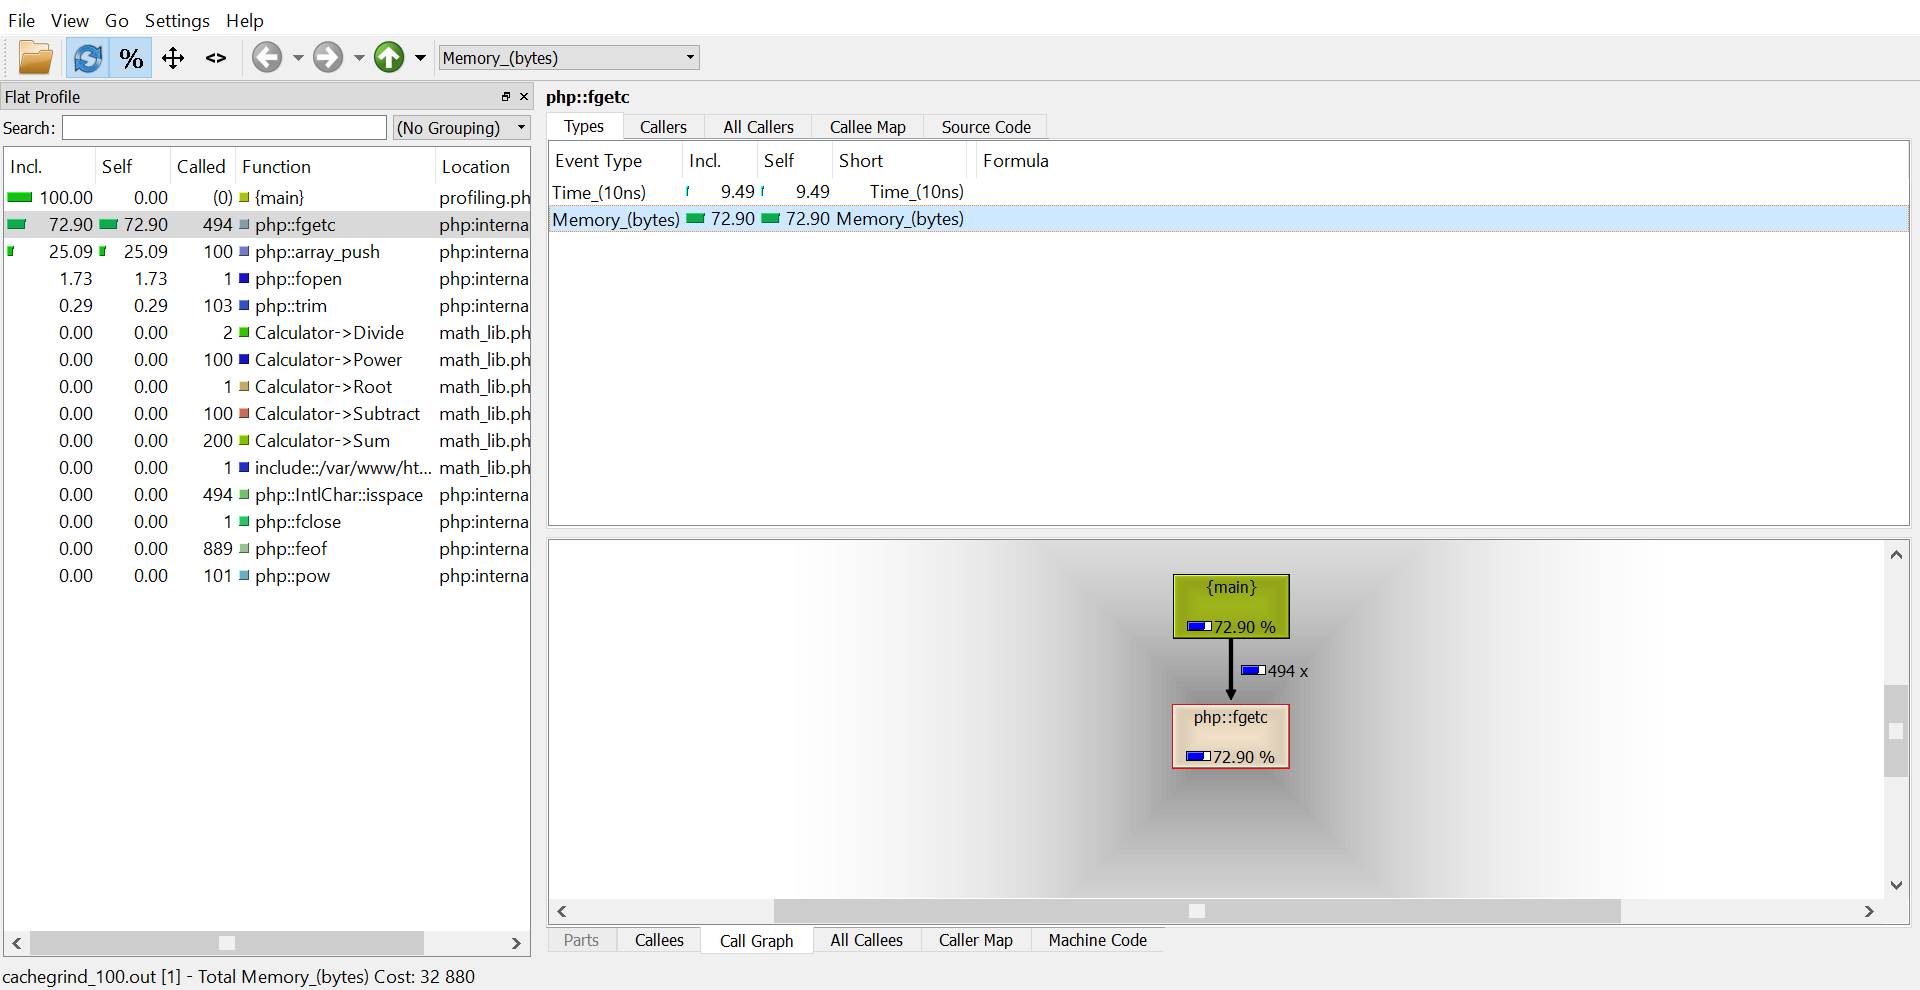 File View Go Settings Help
% <> Memory_(bytes)
Flat Profile
Search: (No Grouping)
Incl. Self Called Function Location
100.00 0.00 (0) {main} profiling.ph
72.90 72.90 494 php::fgetc php:interna
25.09 25.09 100 php::array_push php:interna
1.73 1.73 1 php::fopen php:interna
0.29 0.29 103 php::trim php:interna
0.00 0.00 2 Calculator->Divide math_lib.ph
0.00 0.00 100 Calculator->Power math_lib.ph
0.00 0.00 1 Calculator->Root math_lib.ph
0.00 0.00 100 Calculator->Subtract math_lib.ph
0.00 0.00 200 Calculator->Sum math_lib.ph
0.00 0.00 1 include::/var/www/ht... math_lib.ph
0.00 0.00 494 php::IntlChar::isspace php:interna
0.00 0.00 1 php::fclose php:interna
0.00 0.00 889 php::feof php:interna
0.00 0.00 101 php::pow php:interna
php::fgetc
Types Callers All Callers Callee Map Source Code
Event Type Incl. Self Short Formula
Time_(10ns) 9.49 9.49 Time_(10ns)
Memory_(bytes) 72.90 72.90 Memory_(bytes)
{main}
72.90 %
494 x
php::fgetc
72.90 %
Parts Callees Call Graph All Callees Caller Map Machine Code
cachegrind_100.out [1] - Total Memory_(bytes) Cost: 32 880